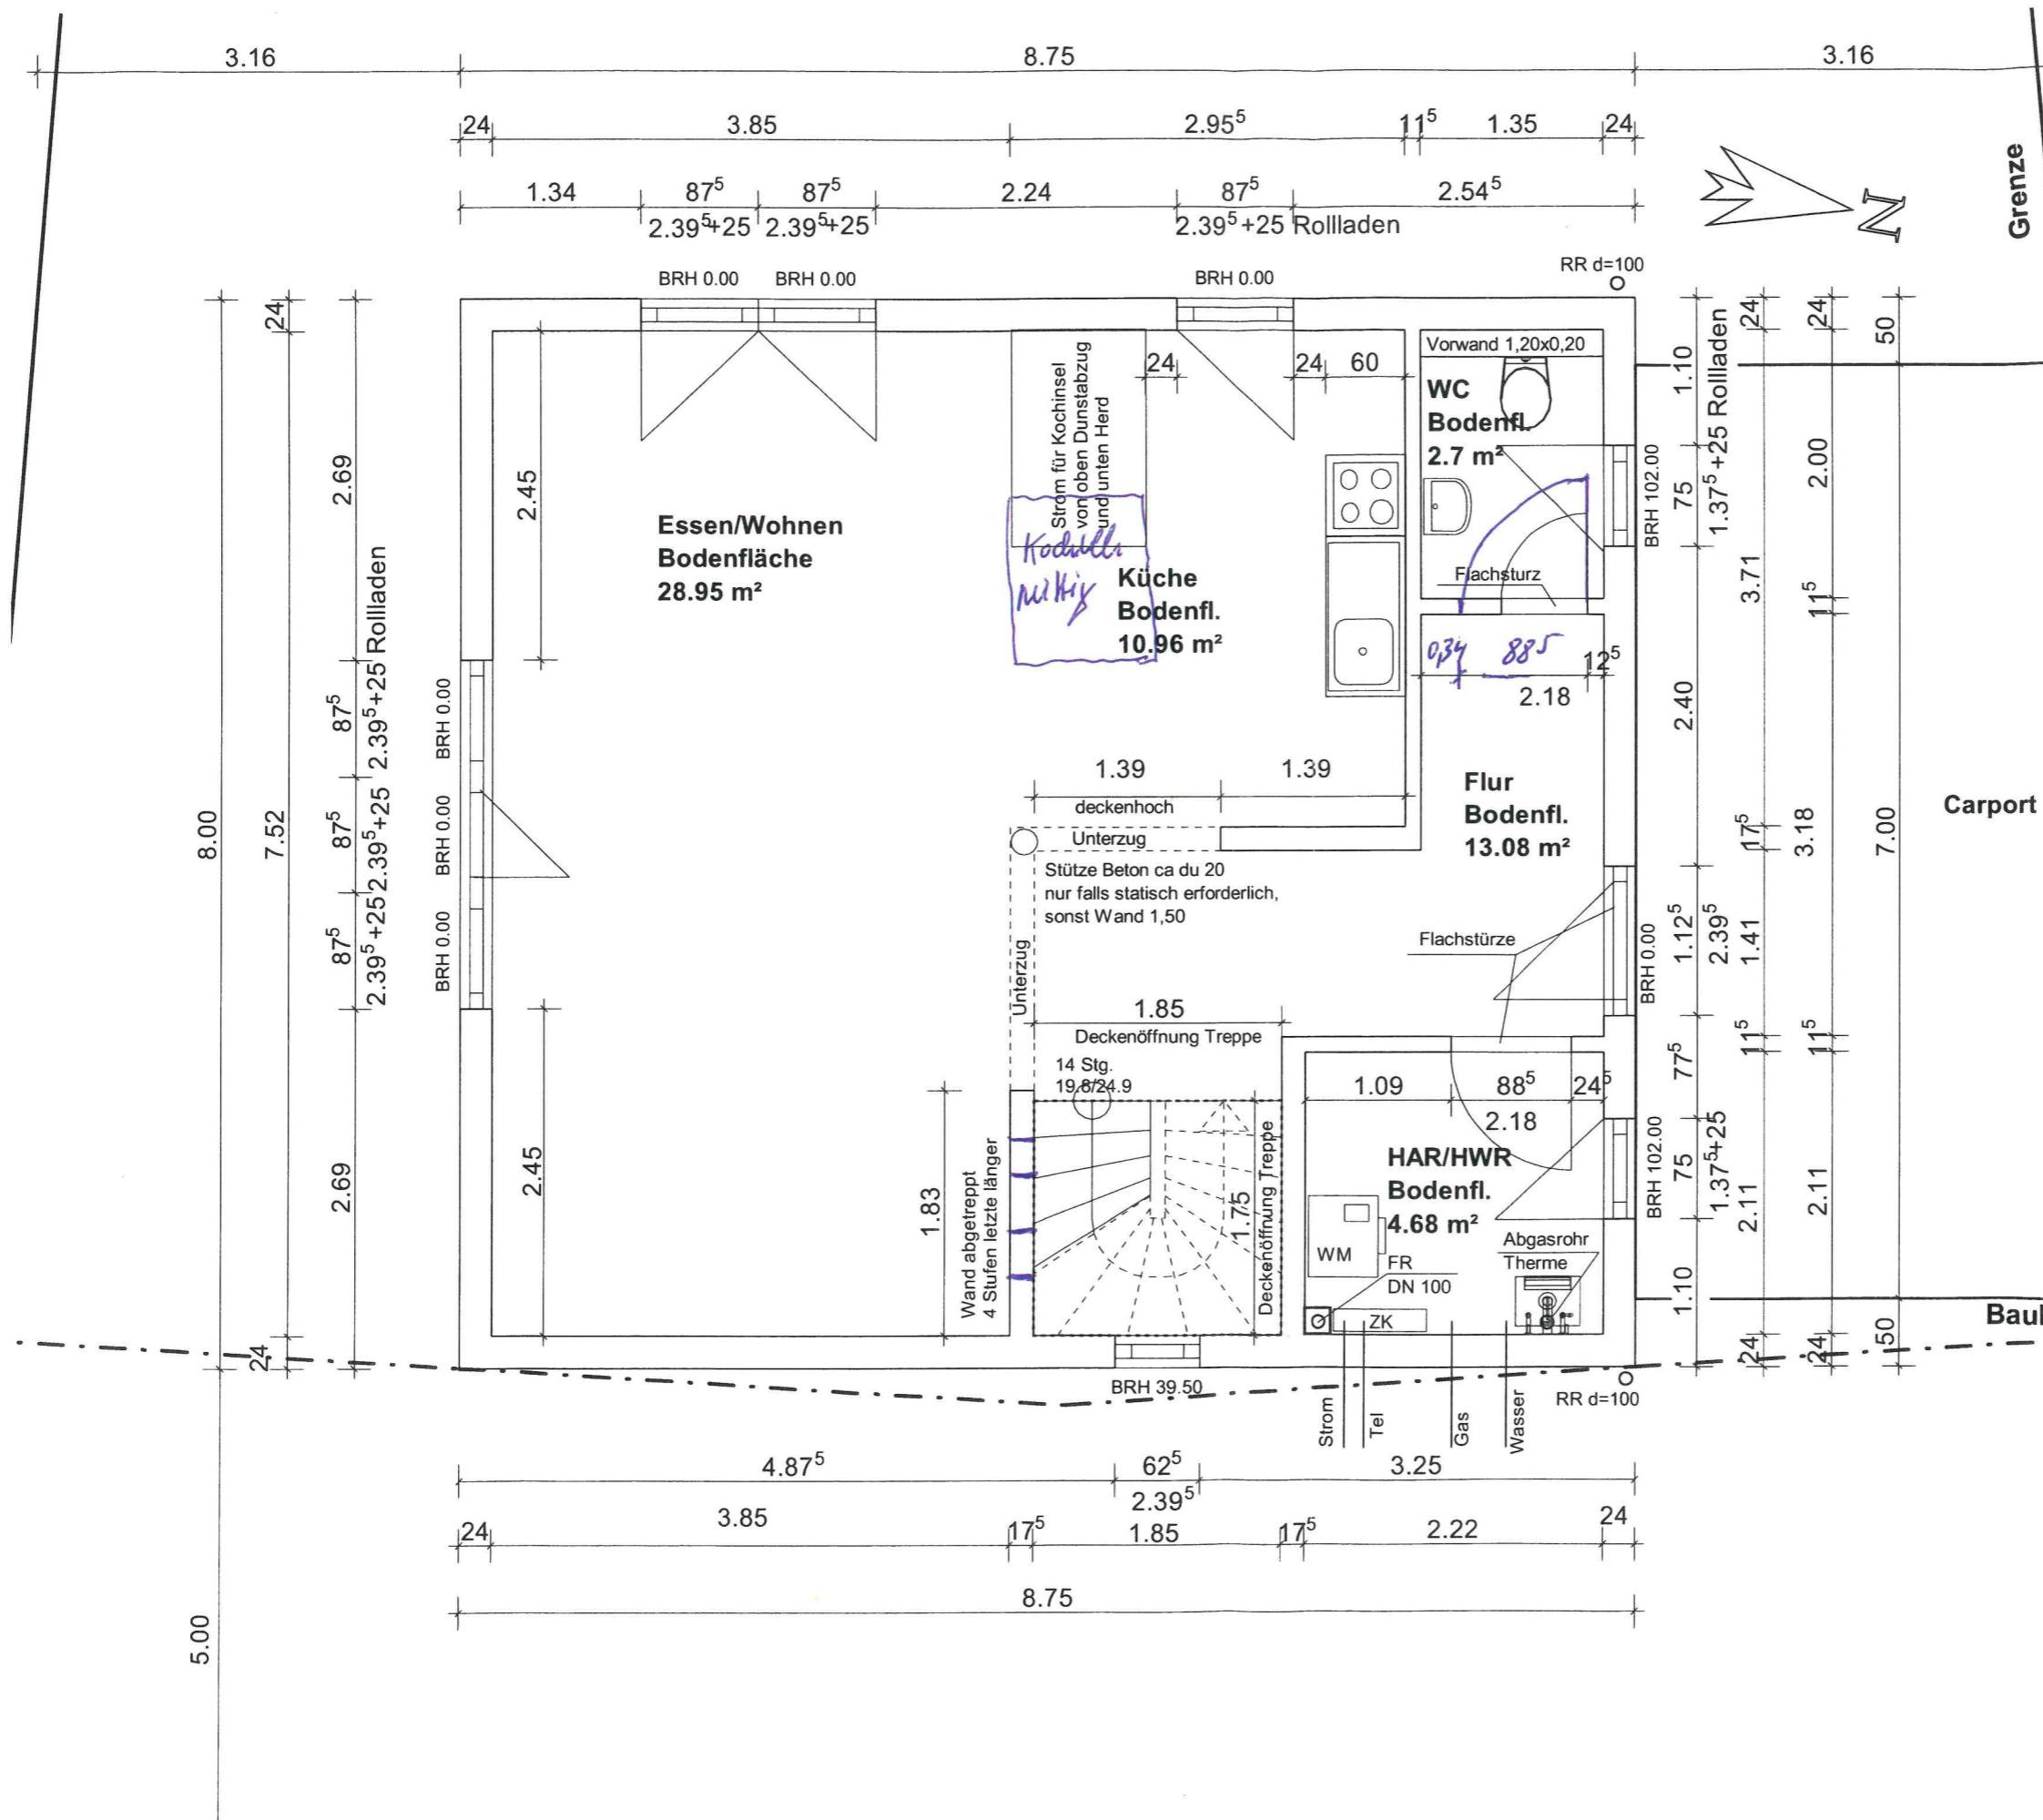 3.16 8.75 3.16
24 3.85 2.95⁵ 11⁵ 1.35 24
1.34 87⁵ 87⁵ 2.24 87⁵ 2.54⁵
2.39⁵+25 2.39⁵+25 2.39⁵+25 Rollladen
N
Grenze
BRH 0.00 BRH 0.00 BRH 0.00
RR d=100
24
8.00
7.52
24
2.69
87⁵ 87⁵ 87⁵
2.39⁵+25 2.39⁵+25 2.39⁵+25 Rollladen
2.69
5.00
BRH 0.00
BRH 0.00
BRH 0.00
2.45
2.45
Essen/Wohnen
Bodenfläche
28.95 m²
Strom für Kochinsel
von oben Dunstabzug
und unten Herd
24 24 60
mittig
Küche
Bodenfl.
10.96 m²
Vorwand 1,20x0,20
WC
Bodenfl.
2.7 m²
Flachsturz
0,34 885 12⁵
2.18
1.39 1.39
deckenhoch
Unterzug
Stütze Beton ca du 20
nur falls statisch erforderlich,
sonst Wand 1,50
Unterzug
Flur
Bodenfl.
13.08 m²
Flachstürze
1.85
Deckenöffnung Treppe
14 Stg.
19.8/24.9
1.83
Wand abgetreppt
4 Stufen letzte länger
1.75
Deckenöffnung Treppe
1.09 88⁵ 24⁵
2.18
HAR/HWR
Bodenfl.
4.68 m²
WM
FR
DN 100
ZK
Abgasrohr
Therme
BRH 102.00
BRH 0.00
BRH 102.00
1.10
75
1.37⁵+25 Rollladen
2.40
1.12⁵
2.39⁵
77⁵
75
1.37⁵+25
1.10
24
3.71
17⁵
1.41
11⁵
2.11
24
24
2.00
11⁵
3.18
11⁵
2.11
24
50
7.00
50
Carport
Baul
BRH 39.50
RR d=100
Strom
Tel
Gas
Wasser
4.87⁵ 62⁵ 3.25
2.39⁵
24 3.85 17⁵ 1.85 17⁵ 2.22 24
8.75